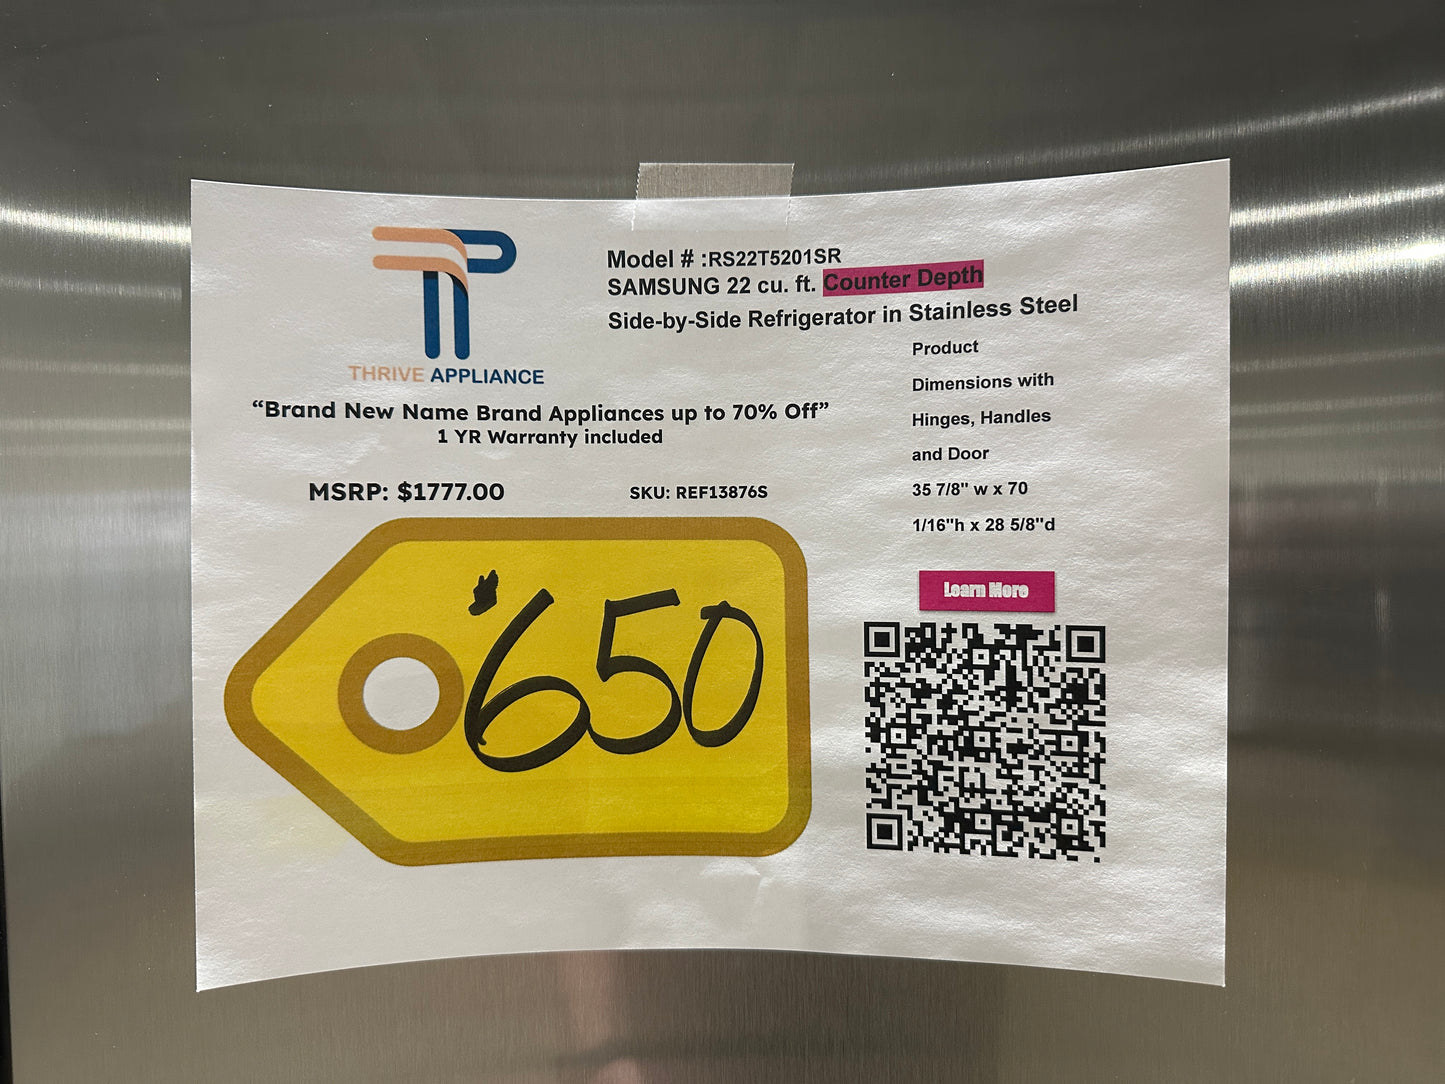 THRIVE APPLIANCE
"Brand New Name Brand Appliances up to 70% Off"
1 YR Warranty included
MSRP: $1777.00
SKU: REF13876S
$650
Model # :RS22T5201SR
SAMSUNG 22 cu. ft. Counter Depth
Side-by-Side Refrigerator in Stainless Steel
Product
Dimensions with
Hinges, Handles
and Door
35 7/8" w x 70
1/16"h x 28 5/8"d
Learn More